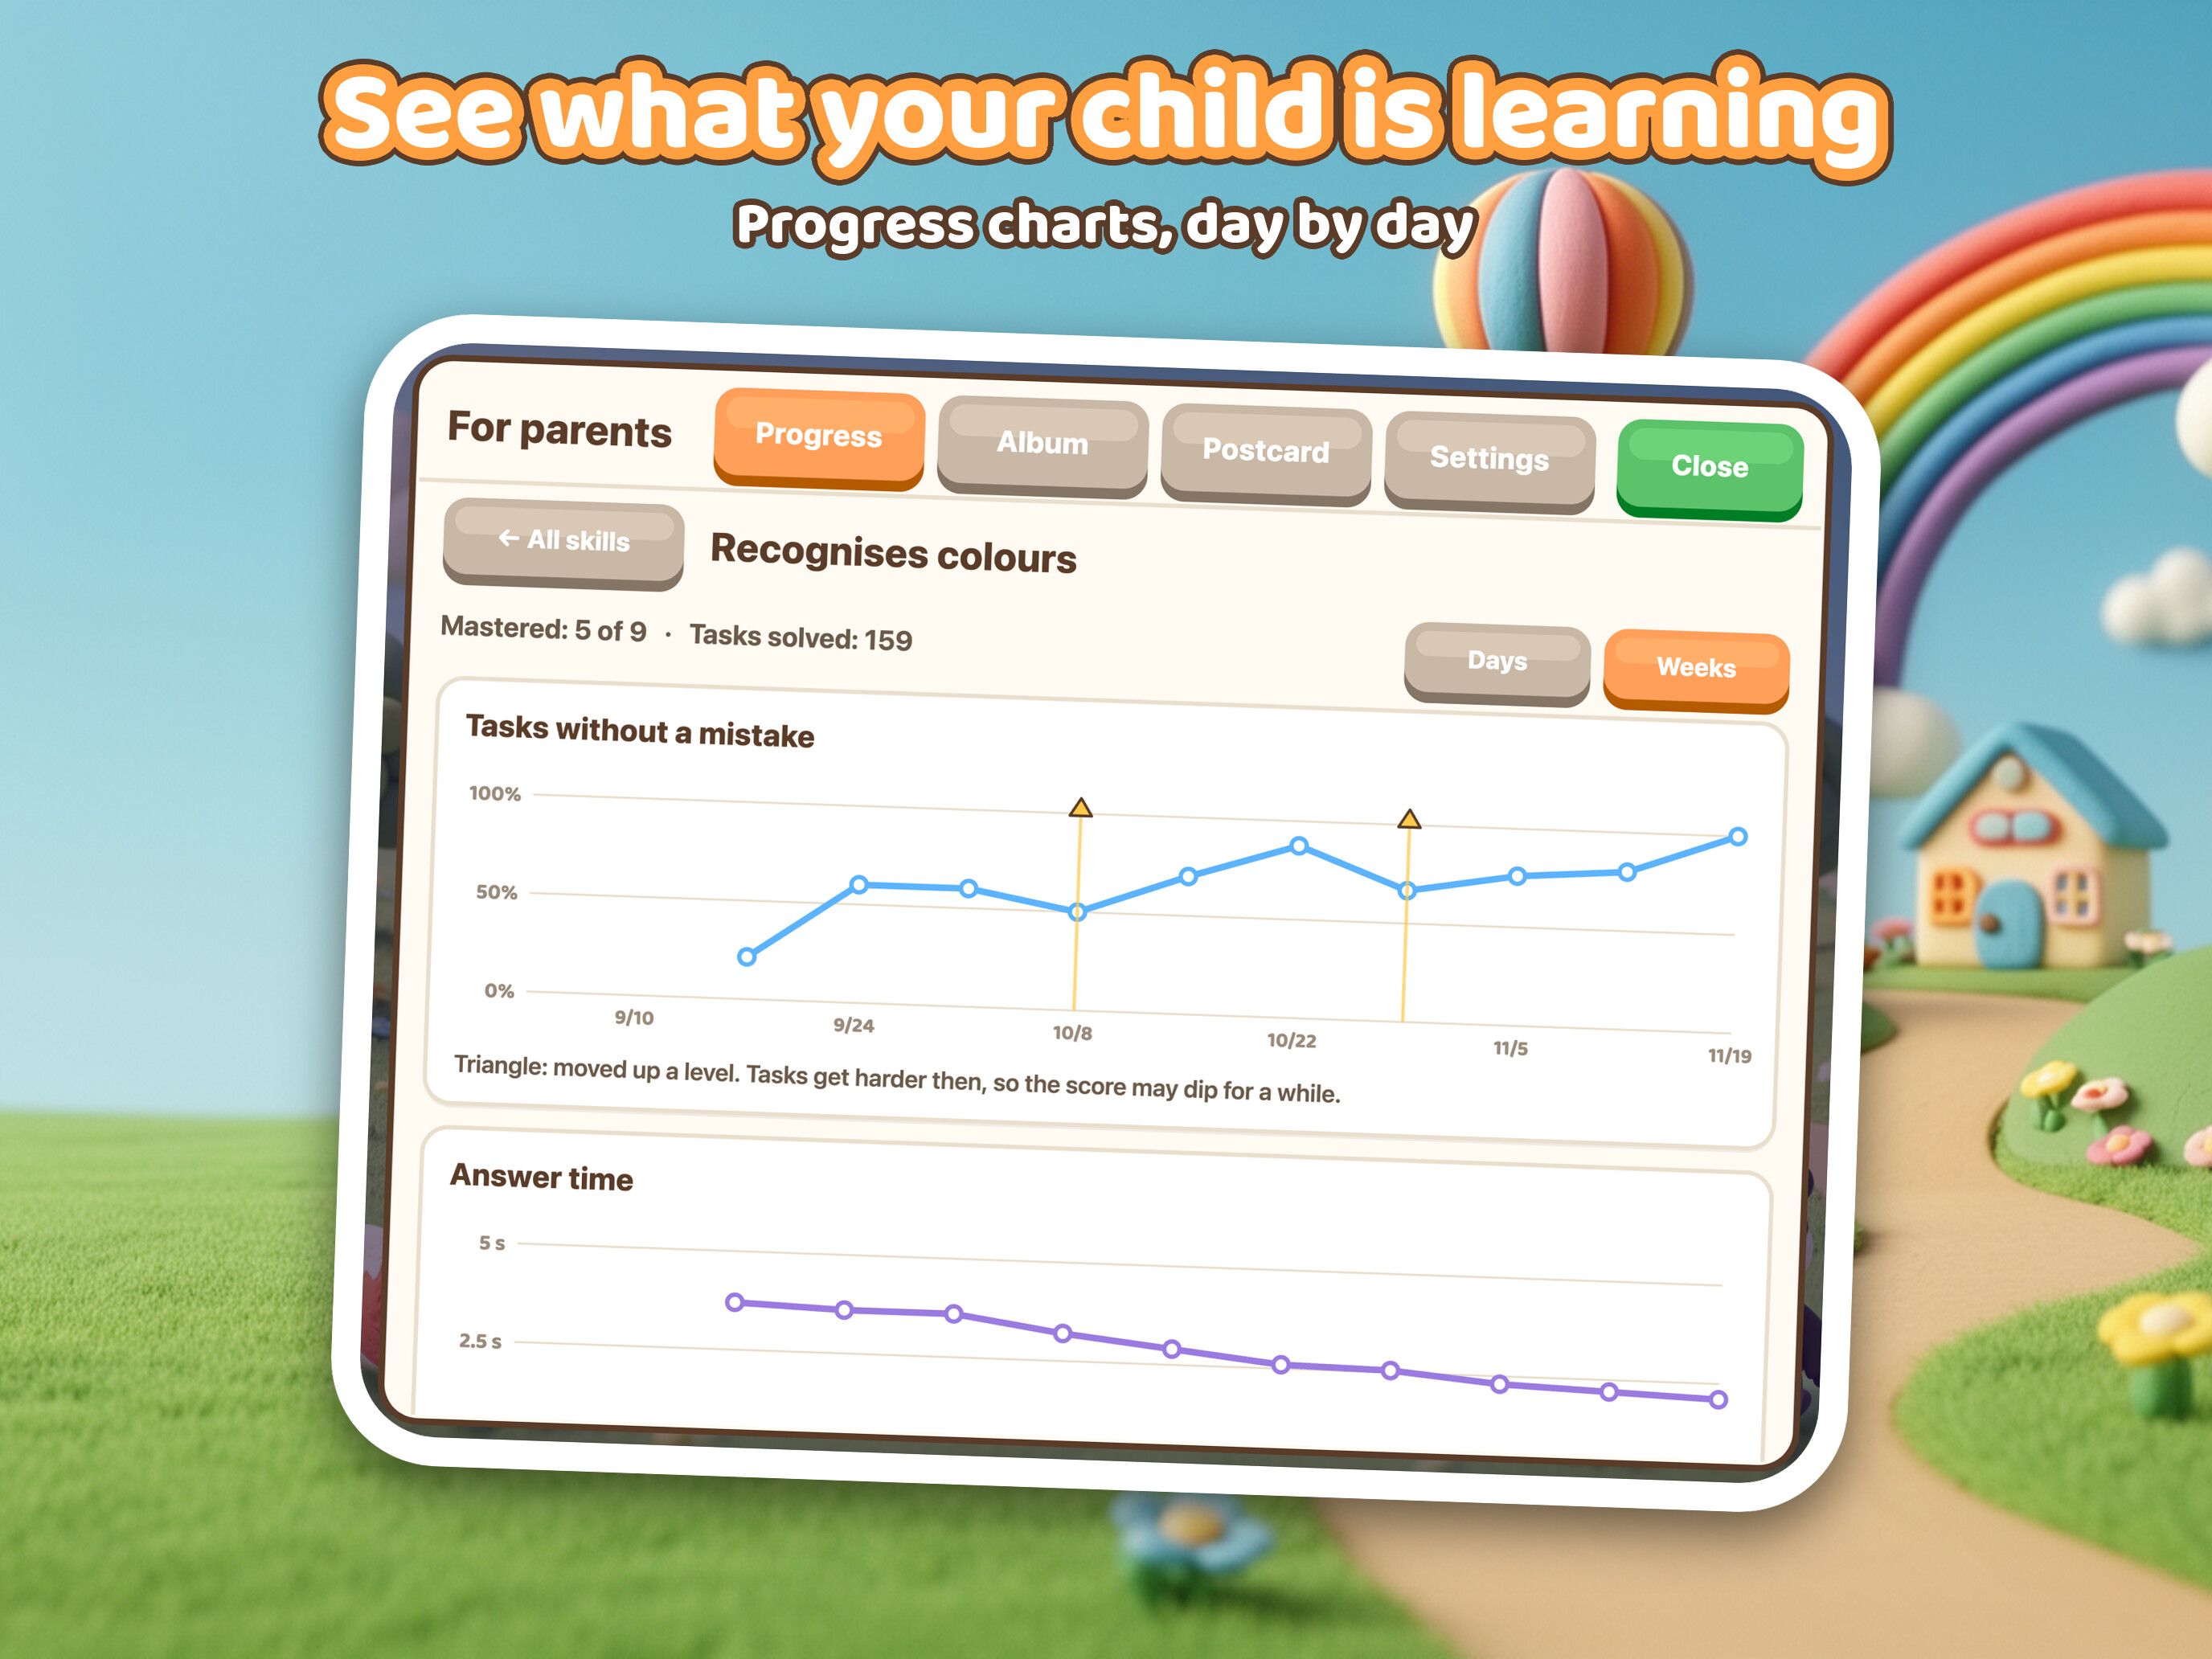 See what your child is learning
Progress charts, day by day
For parents
Progress
Album
Postcard
Settings
Close
← All skills
Recognises colours
Mastered: 5 of 9 · Tasks solved: 159
Days
Weeks
Tasks without a mistake
100%
50%
0%
9/10
9/24
10/8
10/22
11/5
11/19
Triangle: moved up a level. Tasks get harder then, so the score may dip for a while.
Answer time
5 s
2.5 s